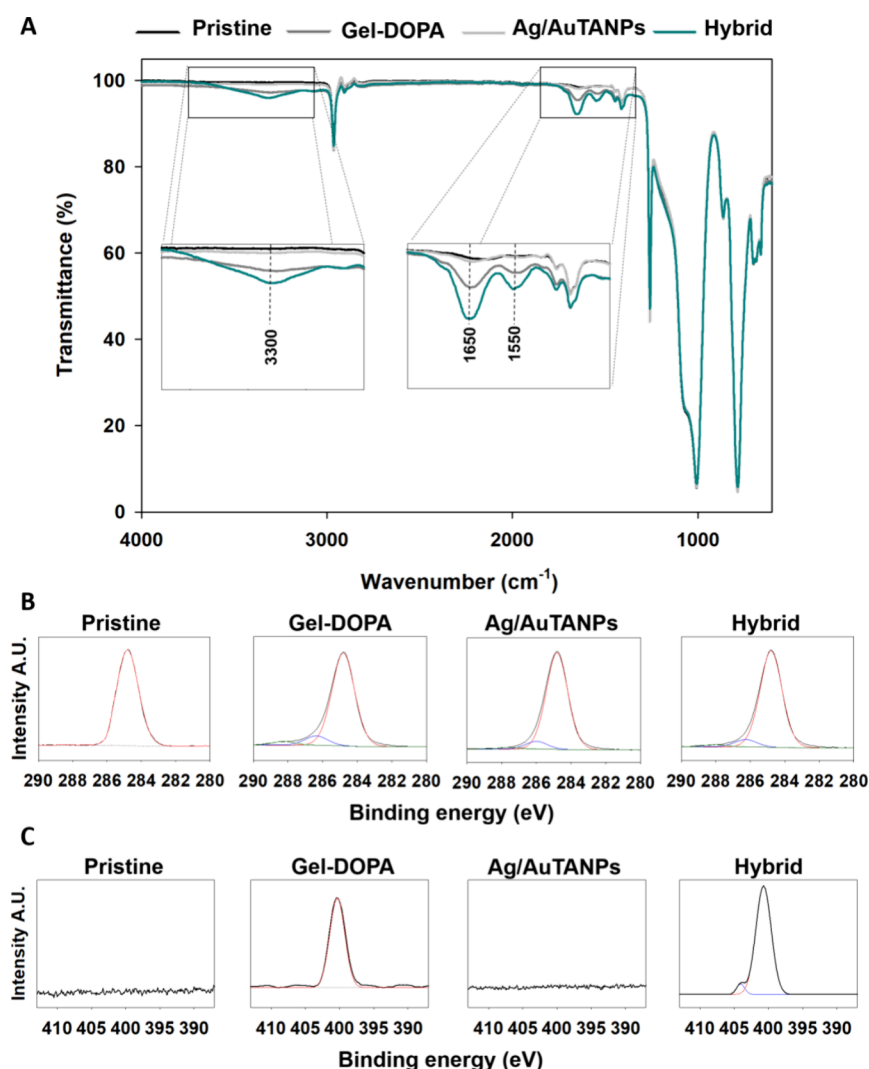 A
Pristine Gel-DOPA Ag/AuTANPs Hybrid
Transmittance (%)
100
80
60
40
20
0
3300
1650
1550
4000 3000 2000 1000
Wavenumber (cm⁻¹)
B
Pristine Gel-DOPA Ag/AuTANPs Hybrid
Intensity A.U.
290 288 286 284 282 280 290 288 286 284 282 280 290 288 286 284 282 280 290 288 286 284 282 280
Binding energy (eV)
C
Pristine Gel-DOPA Ag/AuTANPs Hybrid
Intensity A.U.
410 405 400 395 390 410 405 400 395 390 410 405 400 395 390 410 405 400 395 390
Binding energy (eV)